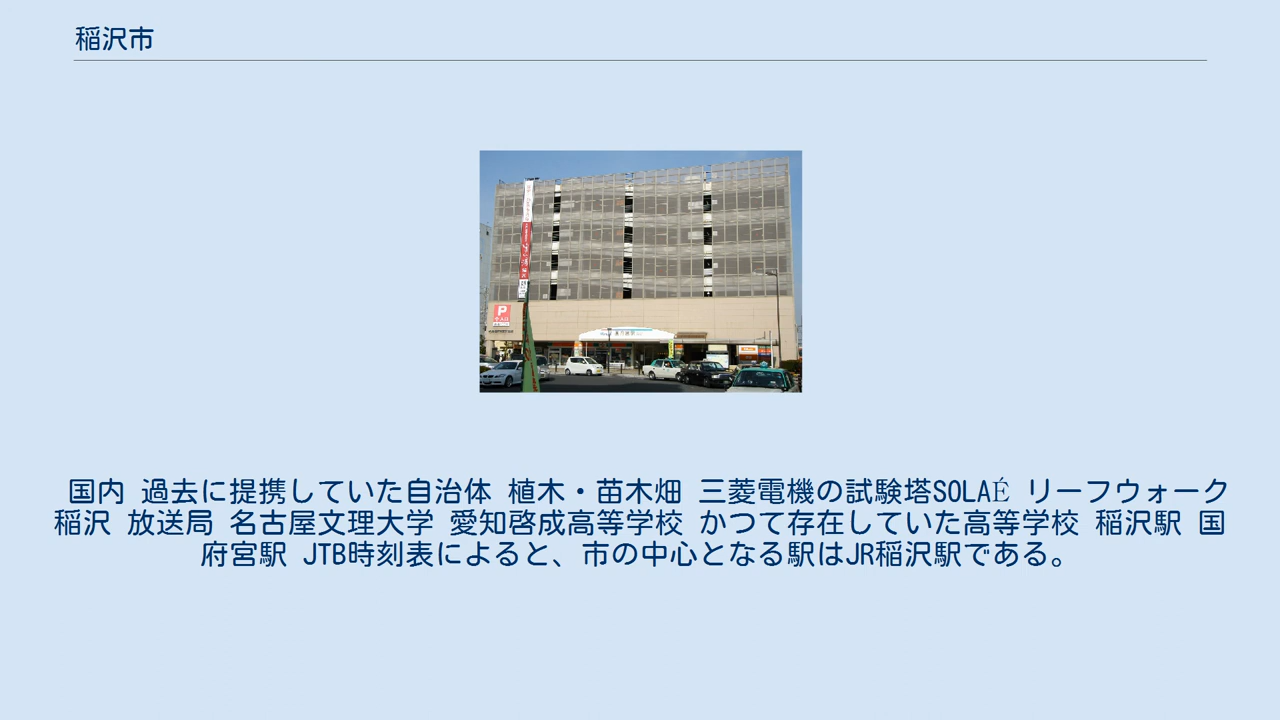 稲沢市
P
国内 過去に提携していた自治体 植木・苗木畑 三菱電機の試験塔SOLAÉ リーフウォーク
稲沢 放送局 名古屋文理大学 愛知啓成高等学校 かつて存在していた高等学校 稲沢駅 国
府宮駅 JTB時刻表によると、市の中心となる駅はJR稲沢駅である。